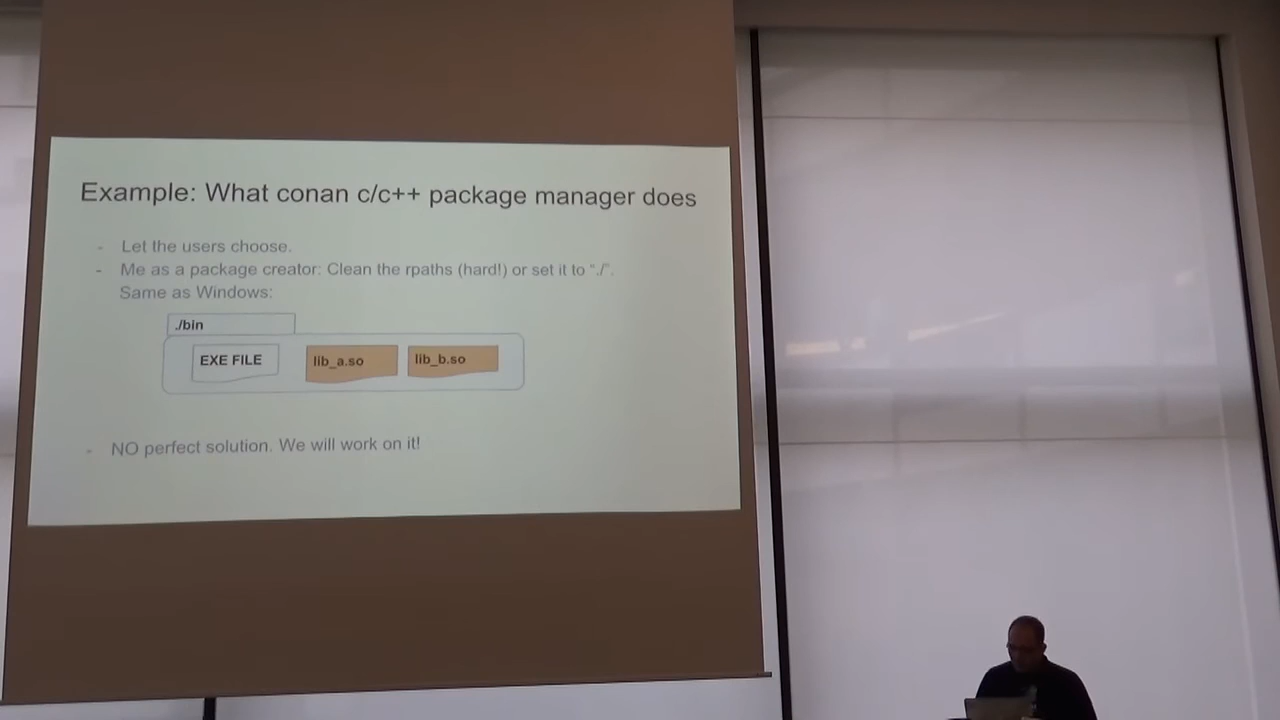 Example: What conan c/c++ package manager does
- Let the users choose.
- Me as a package creator: Clean the rpaths (hard!) or set it to “./”.
Same as Windows:
./bin
EXE FILE lib_a.so lib_b.so
- NO perfect solution. We will work on it!